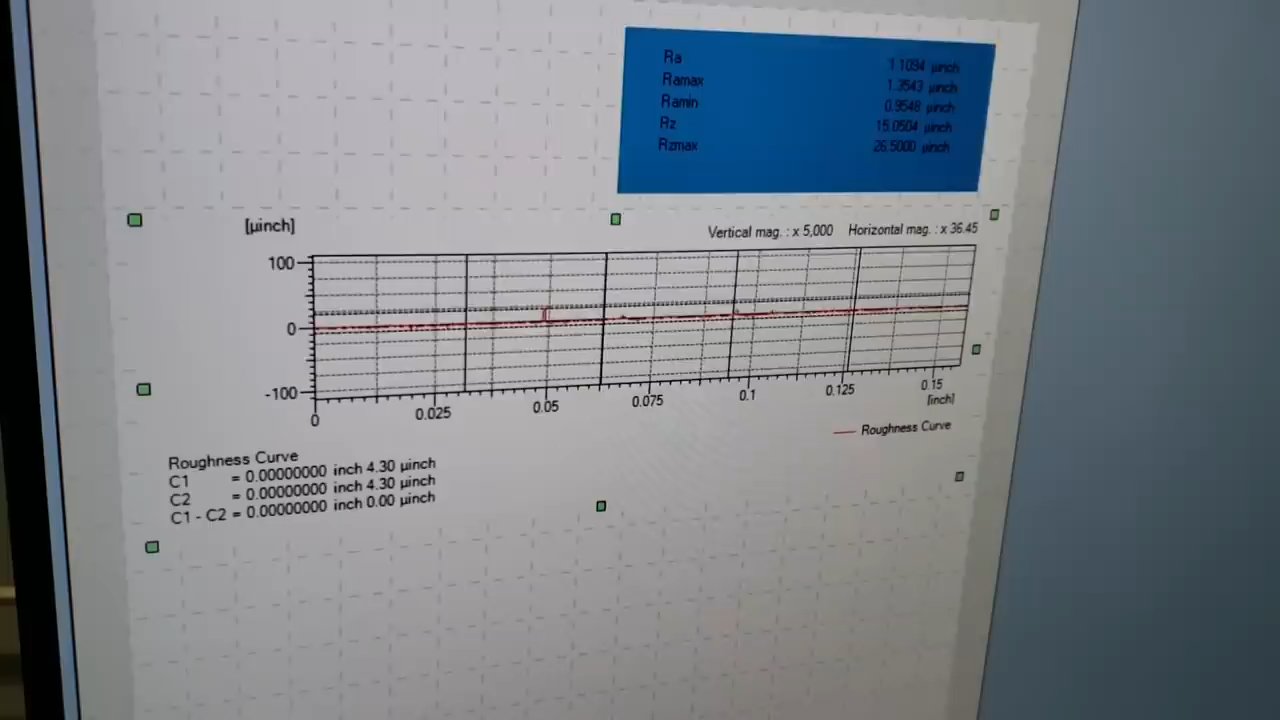 Ra 1.1094 µinch
Ramax 1.3543 µinch
Ramin 0.9548 µinch
Rz 15.0504 µinch
Rzmax 26.5000 µinch
[µinch]
Vertical mag. : x 5,000 Horizontal mag. : x 36.45
100
0
-100
0 0.025 0.05 0.075 0.1 0.125 0.15
[inch]
Roughness Curve
Roughness Curve
C1 = 0.00000000 inch 4.30 µinch
C2 = 0.00000000 inch 4.30 µinch
C1 - C2 = 0.00000000 inch 0.00 µinch